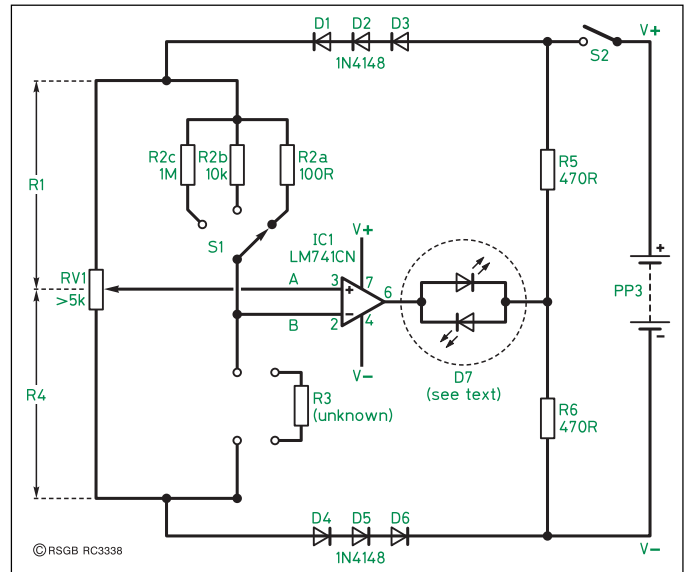 D1 D2 D3
1N4148
S2
V+
R1
R2c
1M
R2b
10k
R2a
100R
S1
R5
470R
IC1
LM741CN
V+
RV1
>5k
A
3
+
7
6
B
2
−
4
V−
PP3
+
-
D7
(see text)
R4
R3
(unknown)
R6
470R
D4 D5 D6
1N4148
V−
©RSGB RC3338